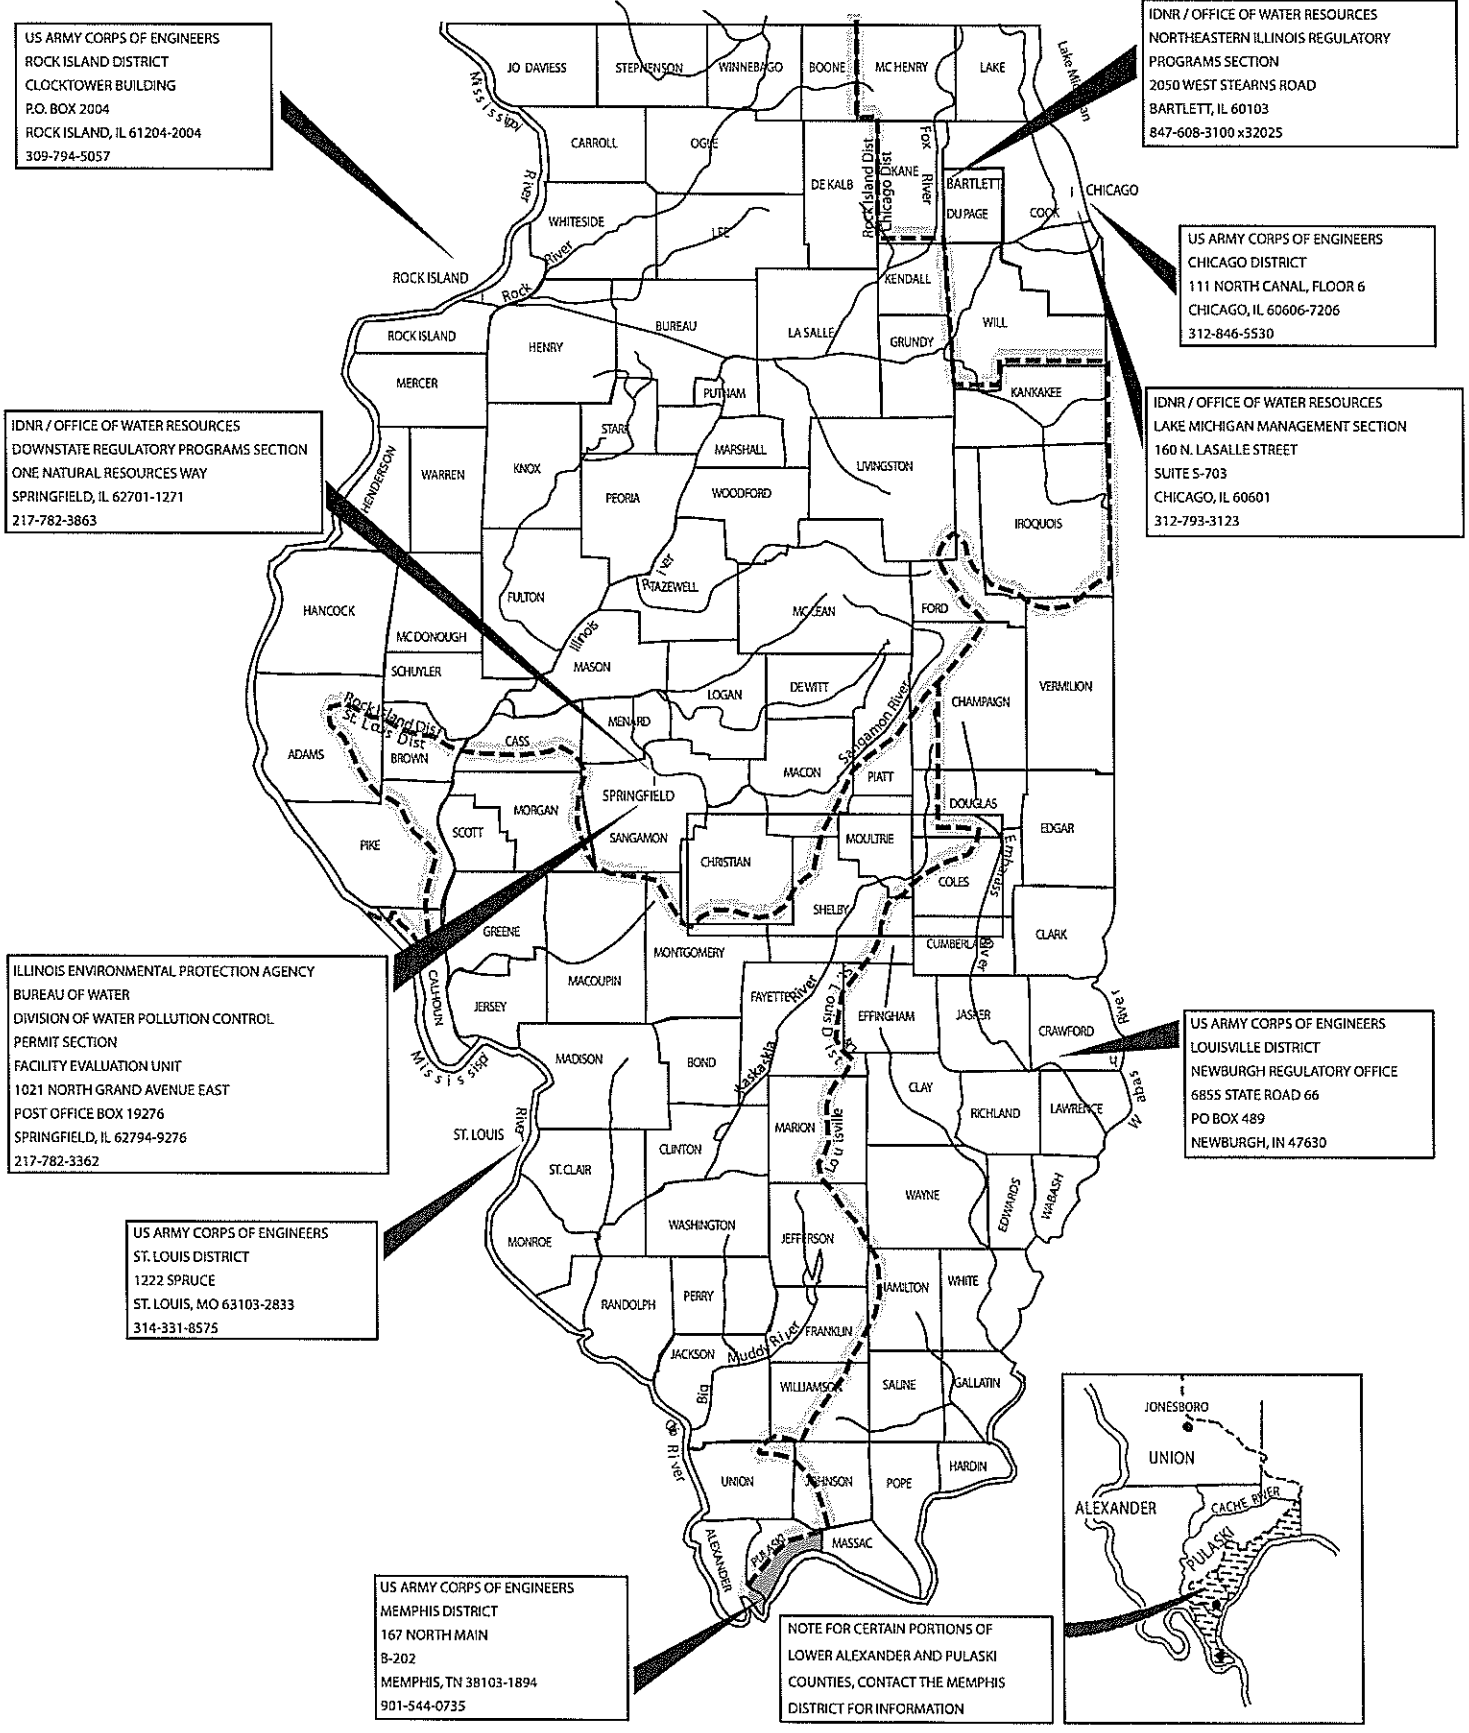 US ARMY CORPS OF ENGINEERS
ROCK ISLAND DISTRICT
CLOCKTOWER BUILDING
P.O. BOX 2004
ROCK ISLAND, IL 61204-2004
309-794-5057
IDNR / OFFICE OF WATER RESOURCES
NORTHEASTERN ILLINOIS REGULATORY
PROGRAMS SECTION
2050 WEST STEARNS ROAD
BARTLETT, IL 60103
847-608-3100 x32025
US ARMY CORPS OF ENGINEERS
CHICAGO DISTRICT
111 NORTH CANAL, FLOOR 6
CHICAGO, IL 60606-7206
312-846-5530
IDNR / OFFICE OF WATER RESOURCES
LAKE MICHIGAN MANAGEMENT SECTION
160 N. LASALLE STREET
SUITE S-703
CHICAGO, IL 60601
312-793-3123
IDNR / OFFICE OF WATER RESOURCES
DOWNSTATE REGULATORY PROGRAMS SECTION
ONE NATURAL RESOURCES WAY
SPRINGFIELD, IL 62701-1271
217-782-3863
ILLINOIS ENVIRONMENTAL PROTECTION AGENCY
BUREAU OF WATER
DIVISION OF WATER POLLUTION CONTROL
PERMIT SECTION
FACILITY EVALUATION UNIT
1021 NORTH GRAND AVENUE EAST
POST OFFICE BOX 19276
SPRINGFIELD, IL 62794-9276
217-782-3362
US ARMY CORPS OF ENGINEERS
LOUISVILLE DISTRICT
NEWBURGH REGULATORY OFFICE
6855 STATE ROAD 66
PO BOX 489
NEWBURGH, IN 47630
US ARMY CORPS OF ENGINEERS
ST. LOUIS DISTRICT
1222 SPRUCE
ST. LOUIS, MO 63103-2833
314-331-8575
US ARMY CORPS OF ENGINEERS
MEMPHIS DISTRICT
167 NORTH MAIN
B-202
MEMPHIS, TN 38103-1894
901-544-0735
NOTE FOR CERTAIN PORTIONS OF
LOWER ALEXANDER AND PULASKI
COUNTIES, CONTACT THE MEMPHIS
DISTRICT FOR INFORMATION
JO DAVIESS
STEPHENSON
WINNEBAGO
BOONE
MC HENRY
LAKE
Mississippi
River
CARROLL
OGLE
DE KALB
Rock Island Dist
Chicago Dist
KANE
Fox
River
BARTLETT
DU PAGE
COOK
CHICAGO
WHITESIDE
LEE
Rock
River
ROCK ISLAND
KENDALL
ROCK ISLAND
HENRY
BUREAU
LA SALLE
GRUNDY
WILL
MERCER
PUTNAM
KANKAKEE
STARK
HENDERSON
WARREN
KNOX
PEORIA
MARSHALL
WOODFORD
LIVINGSTON
IROQUOIS
HANCOCK
MC DONOUGH
FULTON
Illinois
River
TAZEWELL
MC LEAN
FORD
SCHUYLER
MASON
LOGAN
DE WITT
Sangamon River
CHAMPAIGN
VERMILION
Rock Island Dist
St. Louis Dist
ADAMS
BROWN
CASS
MENARD
MACON
PIATT
PIKE
SCOTT
MORGAN
SPRINGFIELD
SANGAMON
CHRISTIAN
MOULTRIE
DOUGLAS
EDGAR
COLES
SHELBY
CUMBERLAND
CLARK
GREENE
MACOUPIN
MONTGOMERY
CALHOUN
JERSEY
FAYETTE
Kaskaskia
River
St. Louis Dist
EFFINGHAM
JASPER
CRAWFORD
River
MADISON
BOND
CLAY
RICHLAND
LAWRENCE
Mississippi
River
ST. LOUIS
CLINTON
MARION
Louisville
ST. CLAIR
WAYNE
EDWARDS
WABASH
MONROE
WASHINGTON
JEFFERSON
RANDOLPH
PERRY
HAMILTON
WHITE
FRANKLIN
JACKSON
Big
Muddy River
WILLIAMSON
SALINE
GALLATIN
UNION
JOHNSON
POPE
HARDIN
ALEXANDER
PULASKI
MASSAC
JONESBORO
UNION
ALEXANDER
CACHE RIVER
PULASKI